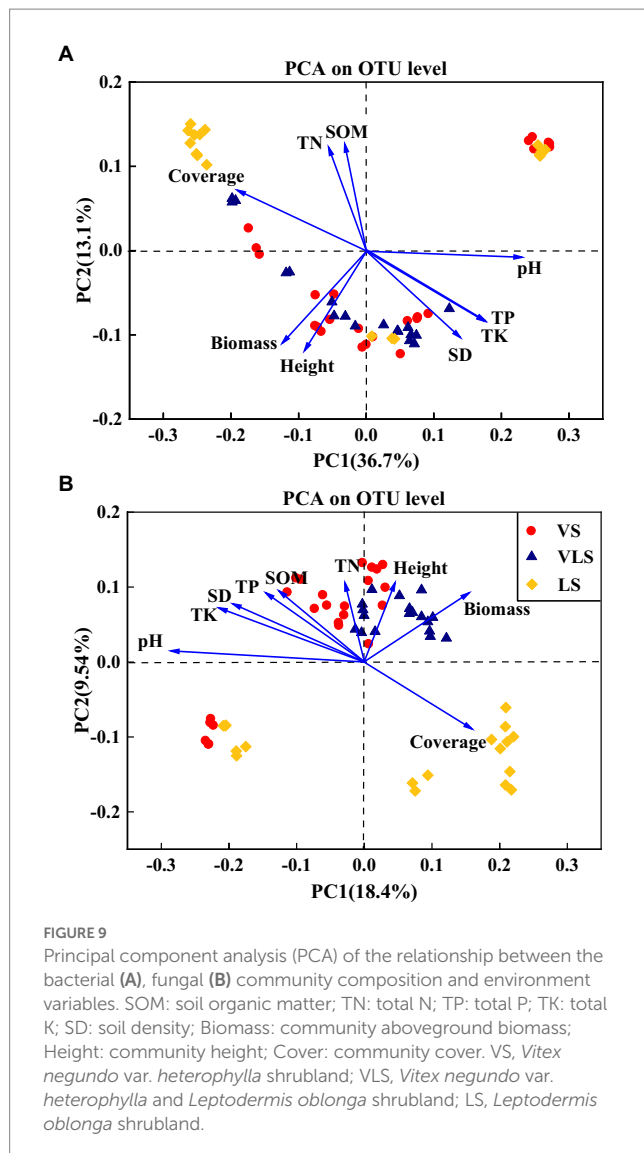 A
PCA on OTU level
0.2
0.1
0.0
-0.1
-0.2
PC2(13.1%)
TN
SOM
Coverage
pH
TP
TK
SD
Biomass
Height
-0.3
-0.2
-0.1
0.0
0.1
0.2
0.3
PC1(36.7%)
B
PCA on OTU level
0.2
0.1
0.0
-0.1
-0.2
PC2(9.54%)
VS
VLS
LS
SOM
TN
Height
TP
SD
TK
Biomass
pH
Coverage
-0.3
-0.2
-0.1
0.0
0.1
0.2
0.3
PC1(18.4%)
FIGURE 9
Principal component analysis (PCA) of the relationship between the
bacterial (A), fungal (B) community composition and environment
variables. SOM: soil organic matter; TN: total N; TP: total P; TK: total
K; SD: soil density; Biomass: community aboveground biomass;
Height: community height; Cover: community cover. VS, Vitex
negundo var. heterophylla shrubland; VLS, Vitex negundo var.
heterophylla and Leptodermis oblonga shrubland; LS, Leptodermis
oblonga shrubland.